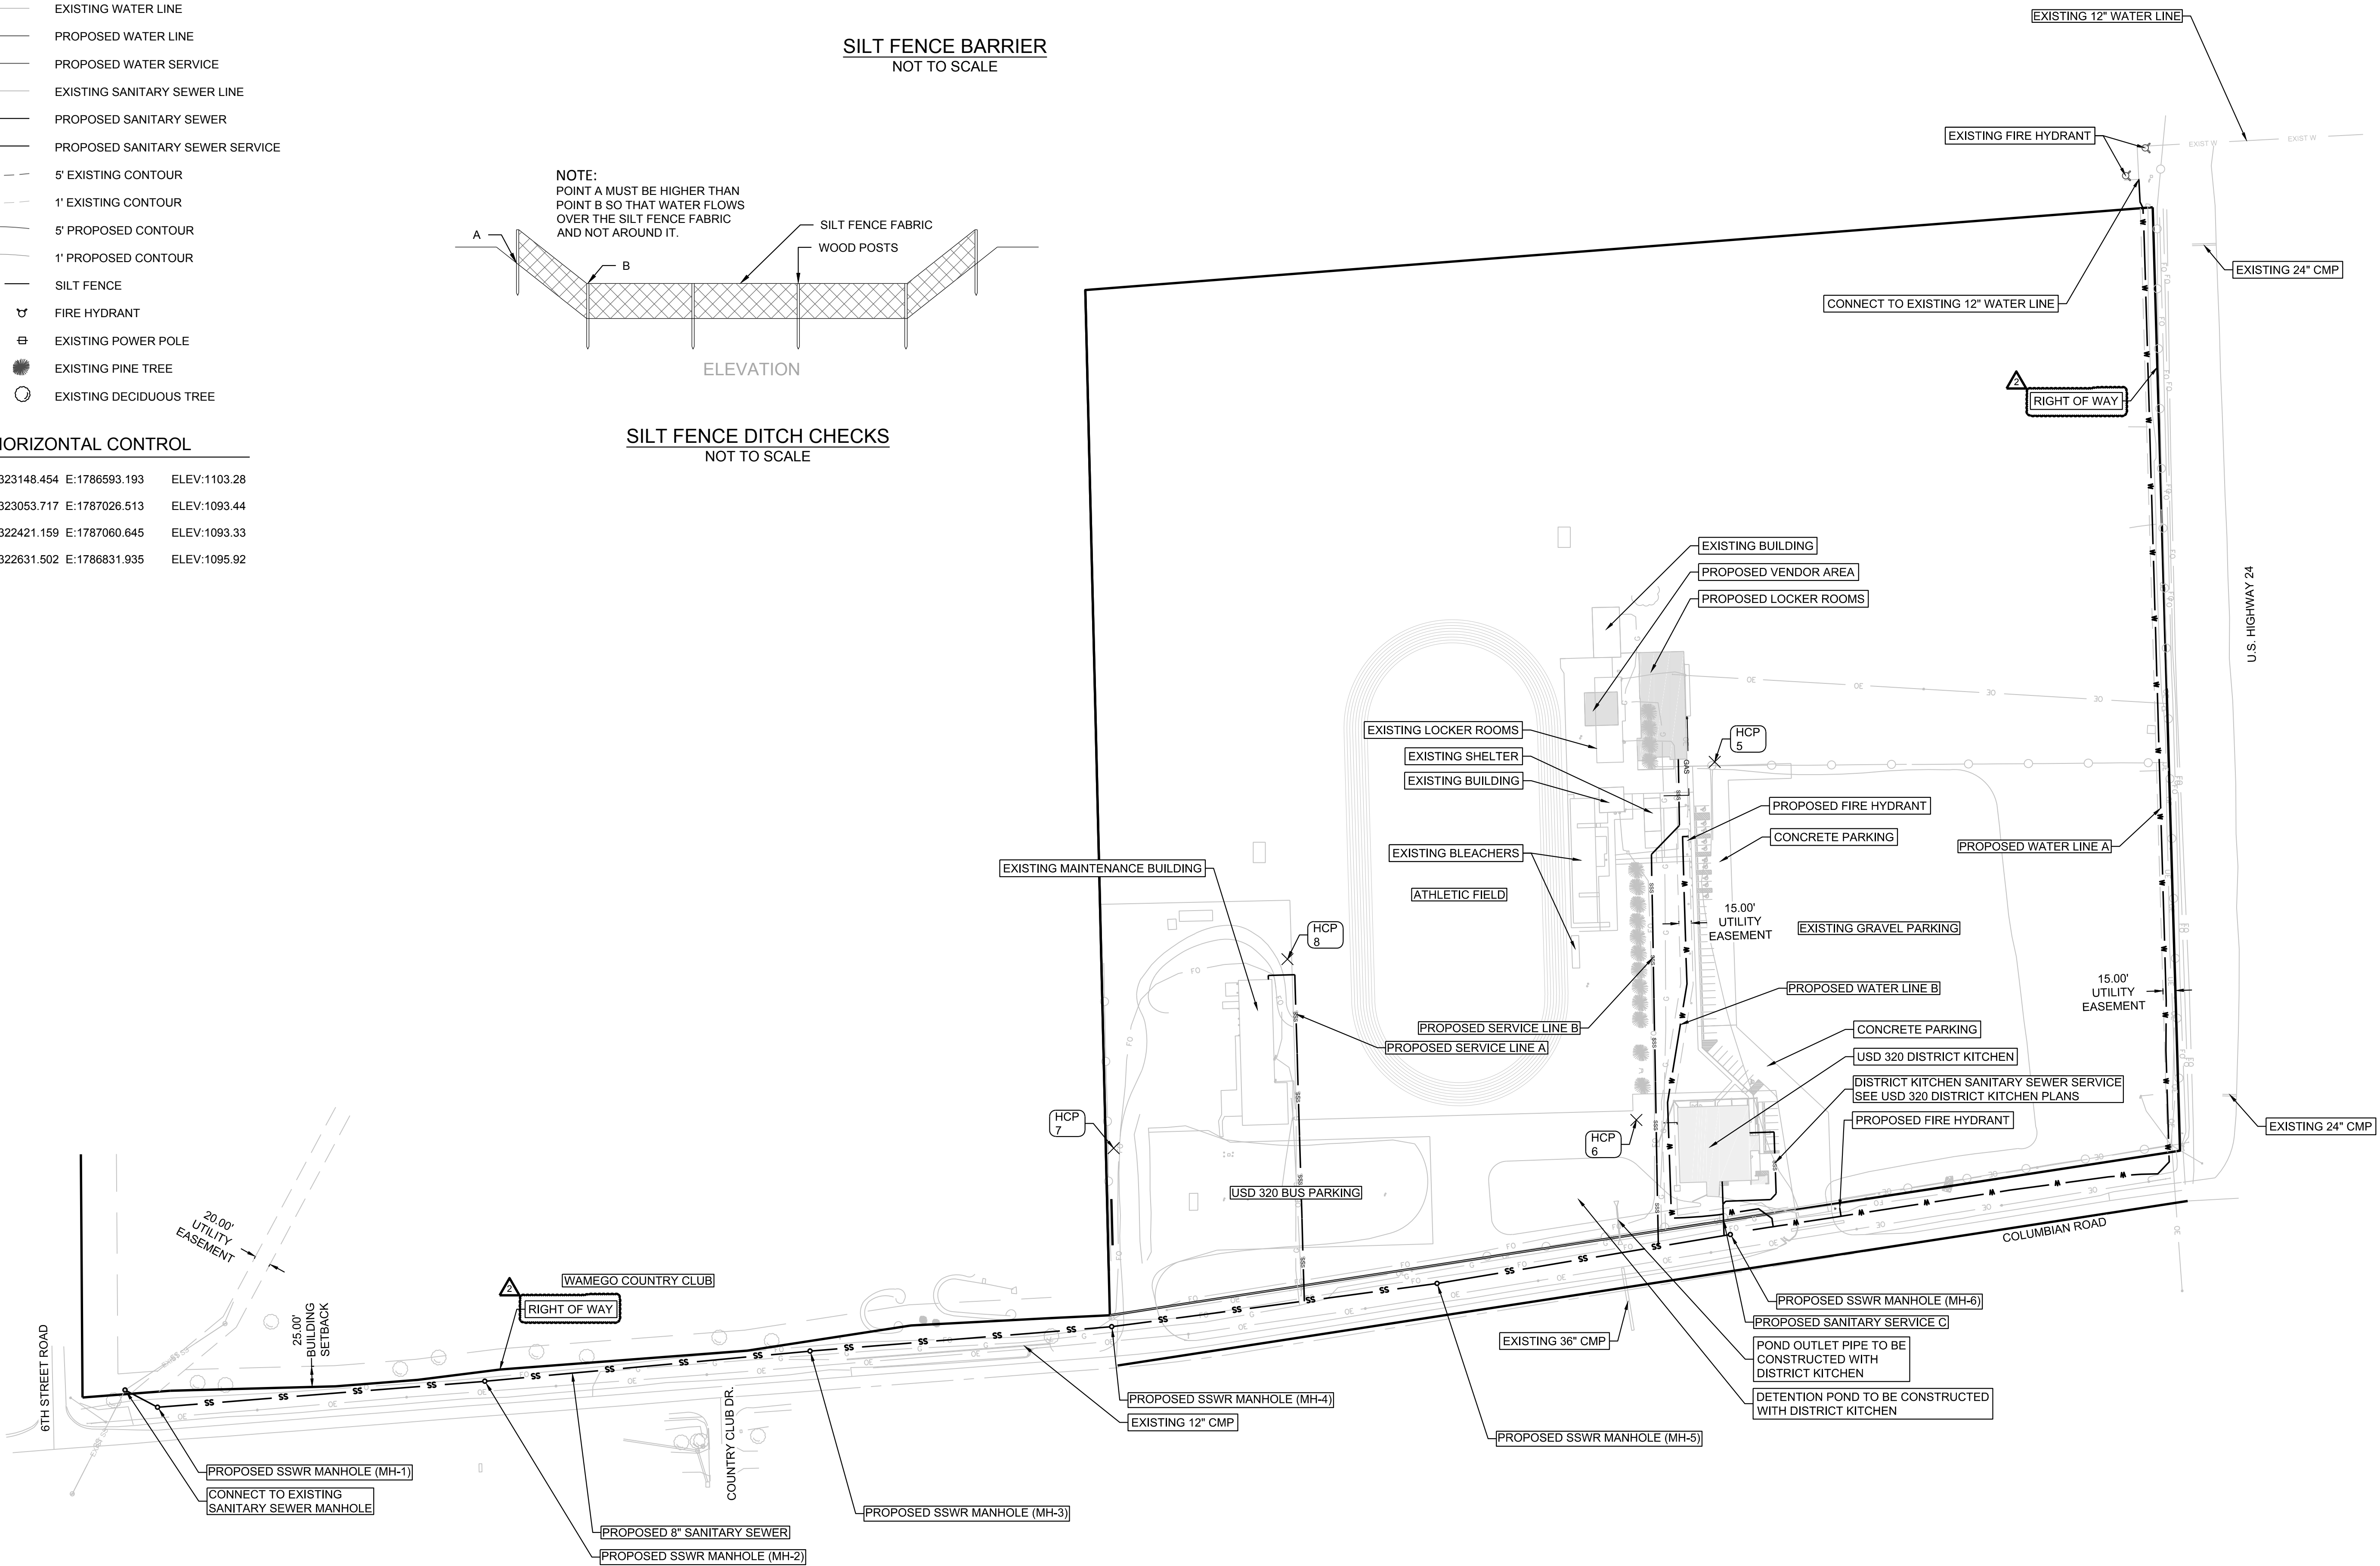 EXISTING WATER LINE
PROPOSED WATER LINE
PROPOSED WATER SERVICE
EXISTING SANITARY SEWER LINE
PROPOSED SANITARY SEWER
PROPOSED SANITARY SEWER SERVICE
5' EXISTING CONTOUR
1' EXISTING CONTOUR
5' PROPOSED CONTOUR
1' PROPOSED CONTOUR
SILT FENCE
FIRE HYDRANT
EXISTING POWER POLE
EXISTING PINE TREE
EXISTING DECIDUOUS TREE
HORIZONTAL CONTROL
323148.454 E:1786593.193 ELEV:1103.28
323053.717 E:1787026.513 ELEV:1093.44
322421.159 E:1787060.645 ELEV:1093.33
322631.502 E:1786831.935 ELEV:1095.92
SILT FENCE BARRIER
NOT TO SCALE
NOTE:
POINT A MUST BE HIGHER THAN
POINT B SO THAT WATER FLOWS
OVER THE SILT FENCE FABRIC
AND NOT AROUND IT.
A
B
SILT FENCE FABRIC
WOOD POSTS
ELEVATION
SILT FENCE DITCH CHECKS
NOT TO SCALE
EXISTING 12" WATER LINE
EXISTING FIRE HYDRANT
EXIST W
EXIST W
EXISTING 24" CMP
CONNECT TO EXISTING 12" WATER LINE
2
RIGHT OF WAY
U.S. HIGHWAY 24
EXISTING BUILDING
PROPOSED VENDOR AREA
PROPOSED LOCKER ROOMS
EXISTING LOCKER ROOMS
EXISTING SHELTER
EXISTING BUILDING
HCP
5
GAS
PROPOSED FIRE HYDRANT
CONCRETE PARKING
PROPOSED WATER LINE A
EXISTING BLEACHERS
EXISTING MAINTENANCE BUILDING
ATHLETIC FIELD
15.00'
UTILITY
EASEMENT
EXISTING GRAVEL PARKING
HCP
8
PROPOSED WATER LINE B
15.00'
UTILITY
EASEMENT
PROPOSED SERVICE LINE B
PROPOSED SERVICE LINE A
CONCRETE PARKING
USD 320 DISTRICT KITCHEN
DISTRICT KITCHEN SANITARY SEWER SERVICE
SEE USD 320 DISTRICT KITCHEN PLANS
PROPOSED FIRE HYDRANT
EXISTING 24" CMP
HCP
7
HCP
6
USD 320 BUS PARKING
COLUMBIAN ROAD
20.00'
UTILITY
EASEMENT
WAMEGO COUNTRY CLUB
2
RIGHT OF WAY
25.00'
BUILDING
SETBACK
6TH STREET ROAD
COUNTRY CLUB DR.
PROPOSED SSWR MANHOLE (MH-6)
PROPOSED SANITARY SERVICE C
EXISTING 36" CMP
POND OUTLET PIPE TO BE
CONSTRUCTED WITH
DISTRICT KITCHEN
DETENTION POND TO BE CONSTRUCTED
WITH DISTRICT KITCHEN
PROPOSED SSWR MANHOLE (MH-4)
EXISTING 12" CMP
PROPOSED SSWR MANHOLE (MH-5)
PROPOSED SSWR MANHOLE (MH-1)
CONNECT TO EXISTING
SANITARY SEWER MANHOLE
PROPOSED SSWR MANHOLE (MH-3)
PROPOSED 8" SANITARY SEWER
PROPOSED SSWR MANHOLE (MH-2)